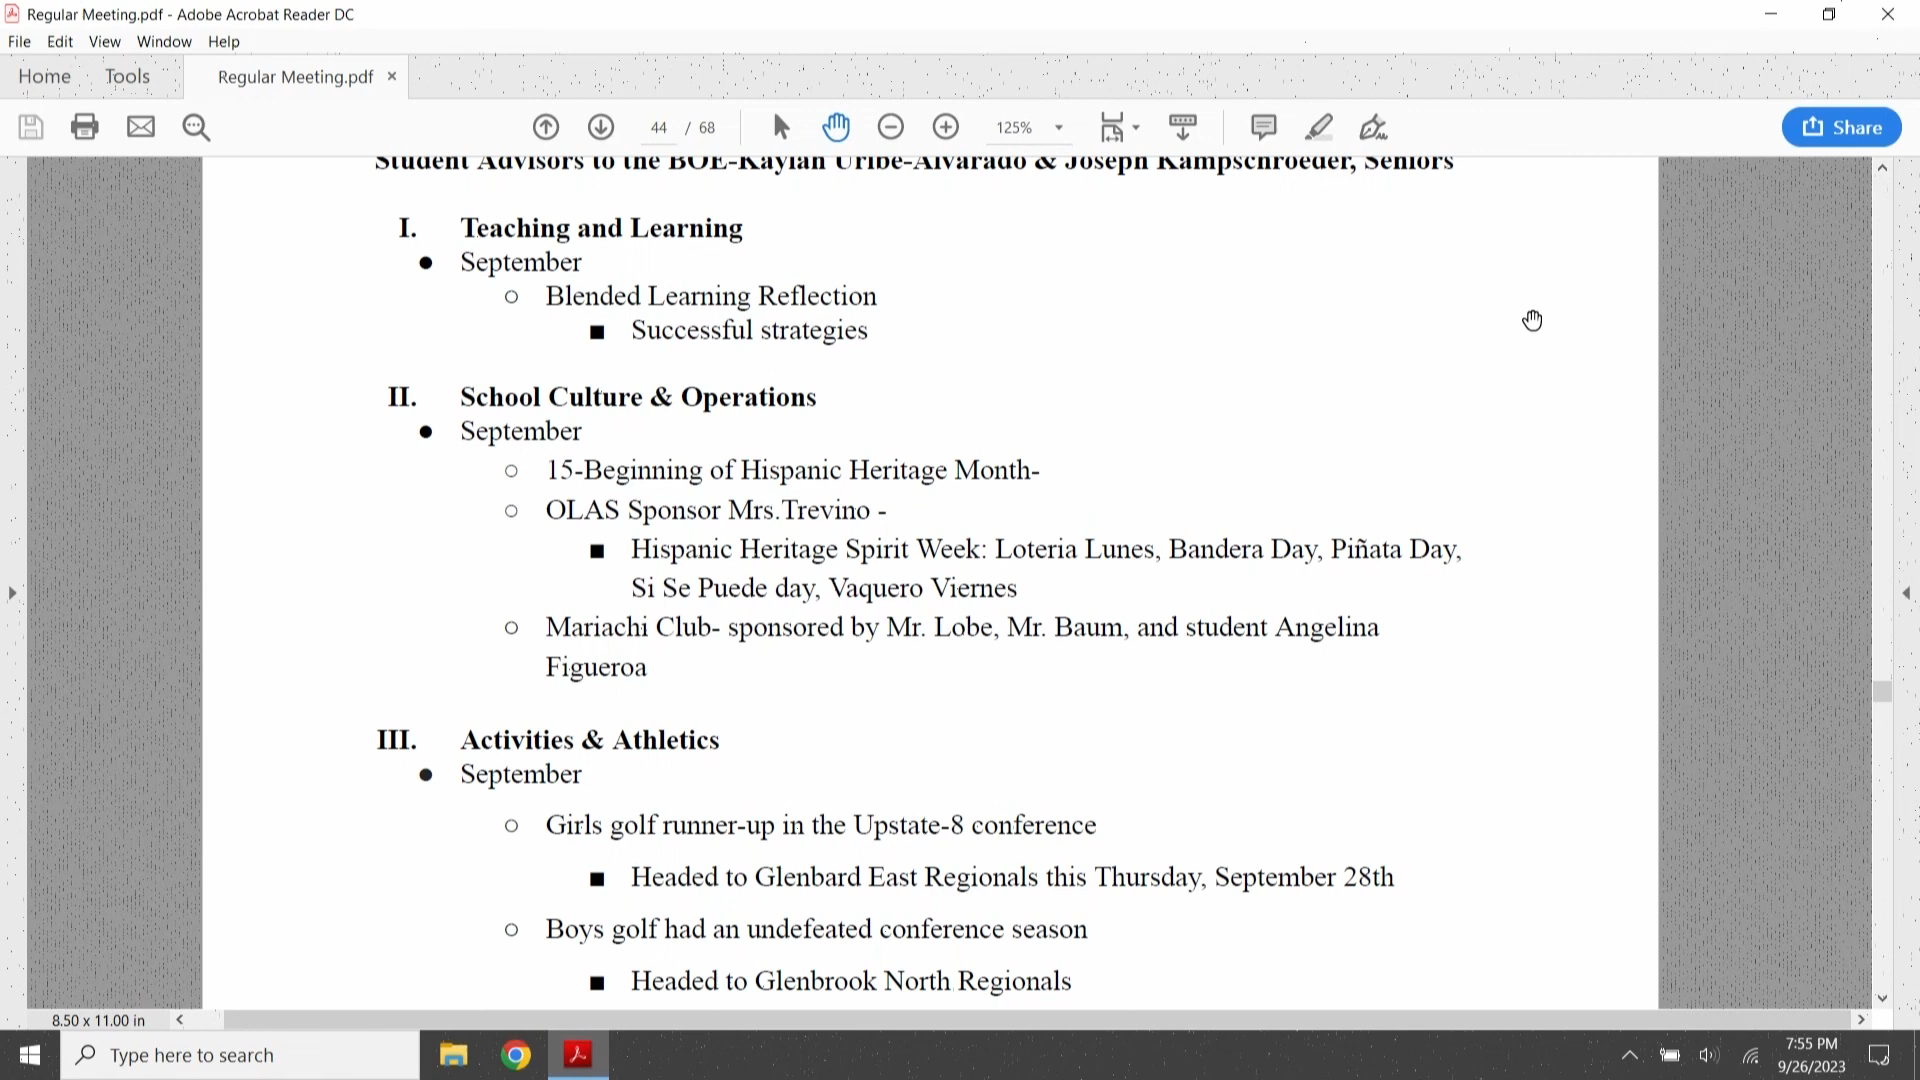 Regular Meeting.pdf - Adobe Acrobat Reader DC
File Edit View Window Help
Home Tools Regular Meeting.pdf ×
44 / 68 125% Share
Student Advisors to the BOE-Kaylah Uribe-Alvarado & Joseph Kampschroeder, Seniors
I. Teaching and Learning
● September
○ Blended Learning Reflection
■ Successful strategies
II. School Culture & Operations
● September
○ 15-Beginning of Hispanic Heritage Month-
○ OLAS Sponsor Mrs.Trevino -
■ Hispanic Heritage Spirit Week: Loteria Lunes, Bandera Day, Piñata Day,
Si Se Puede day, Vaquero Viernes
○ Mariachi Club- sponsored by Mr. Lobe, Mr. Baum, and student Angelina
Figueroa
III. Activities & Athletics
● September
○ Girls golf runner-up in the Upstate-8 conference
■ Headed to Glenbard East Regionals this Thursday, September 28th
○ Boys golf had an undefeated conference season
■ Headed to Glenbrook North Regionals
8.50 x 11.00 in
Type here to search
7:55 PM
9/26/2023